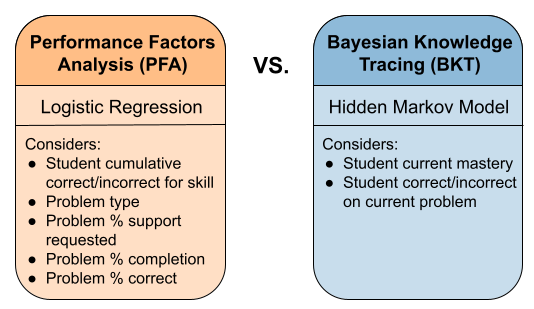 Performance Factors
Analysis (PFA)
Logistic Regression
Considers:
● Student cumulative
correct/incorrect for skill
● Problem type
● Problem % support
requested
● Problem % completion
● Problem % correct
VS.
Bayesian Knowledge
Tracing (BKT)
Hidden Markov Model
Considers:
● Student current mastery
● Student correct/incorrect
on current problem